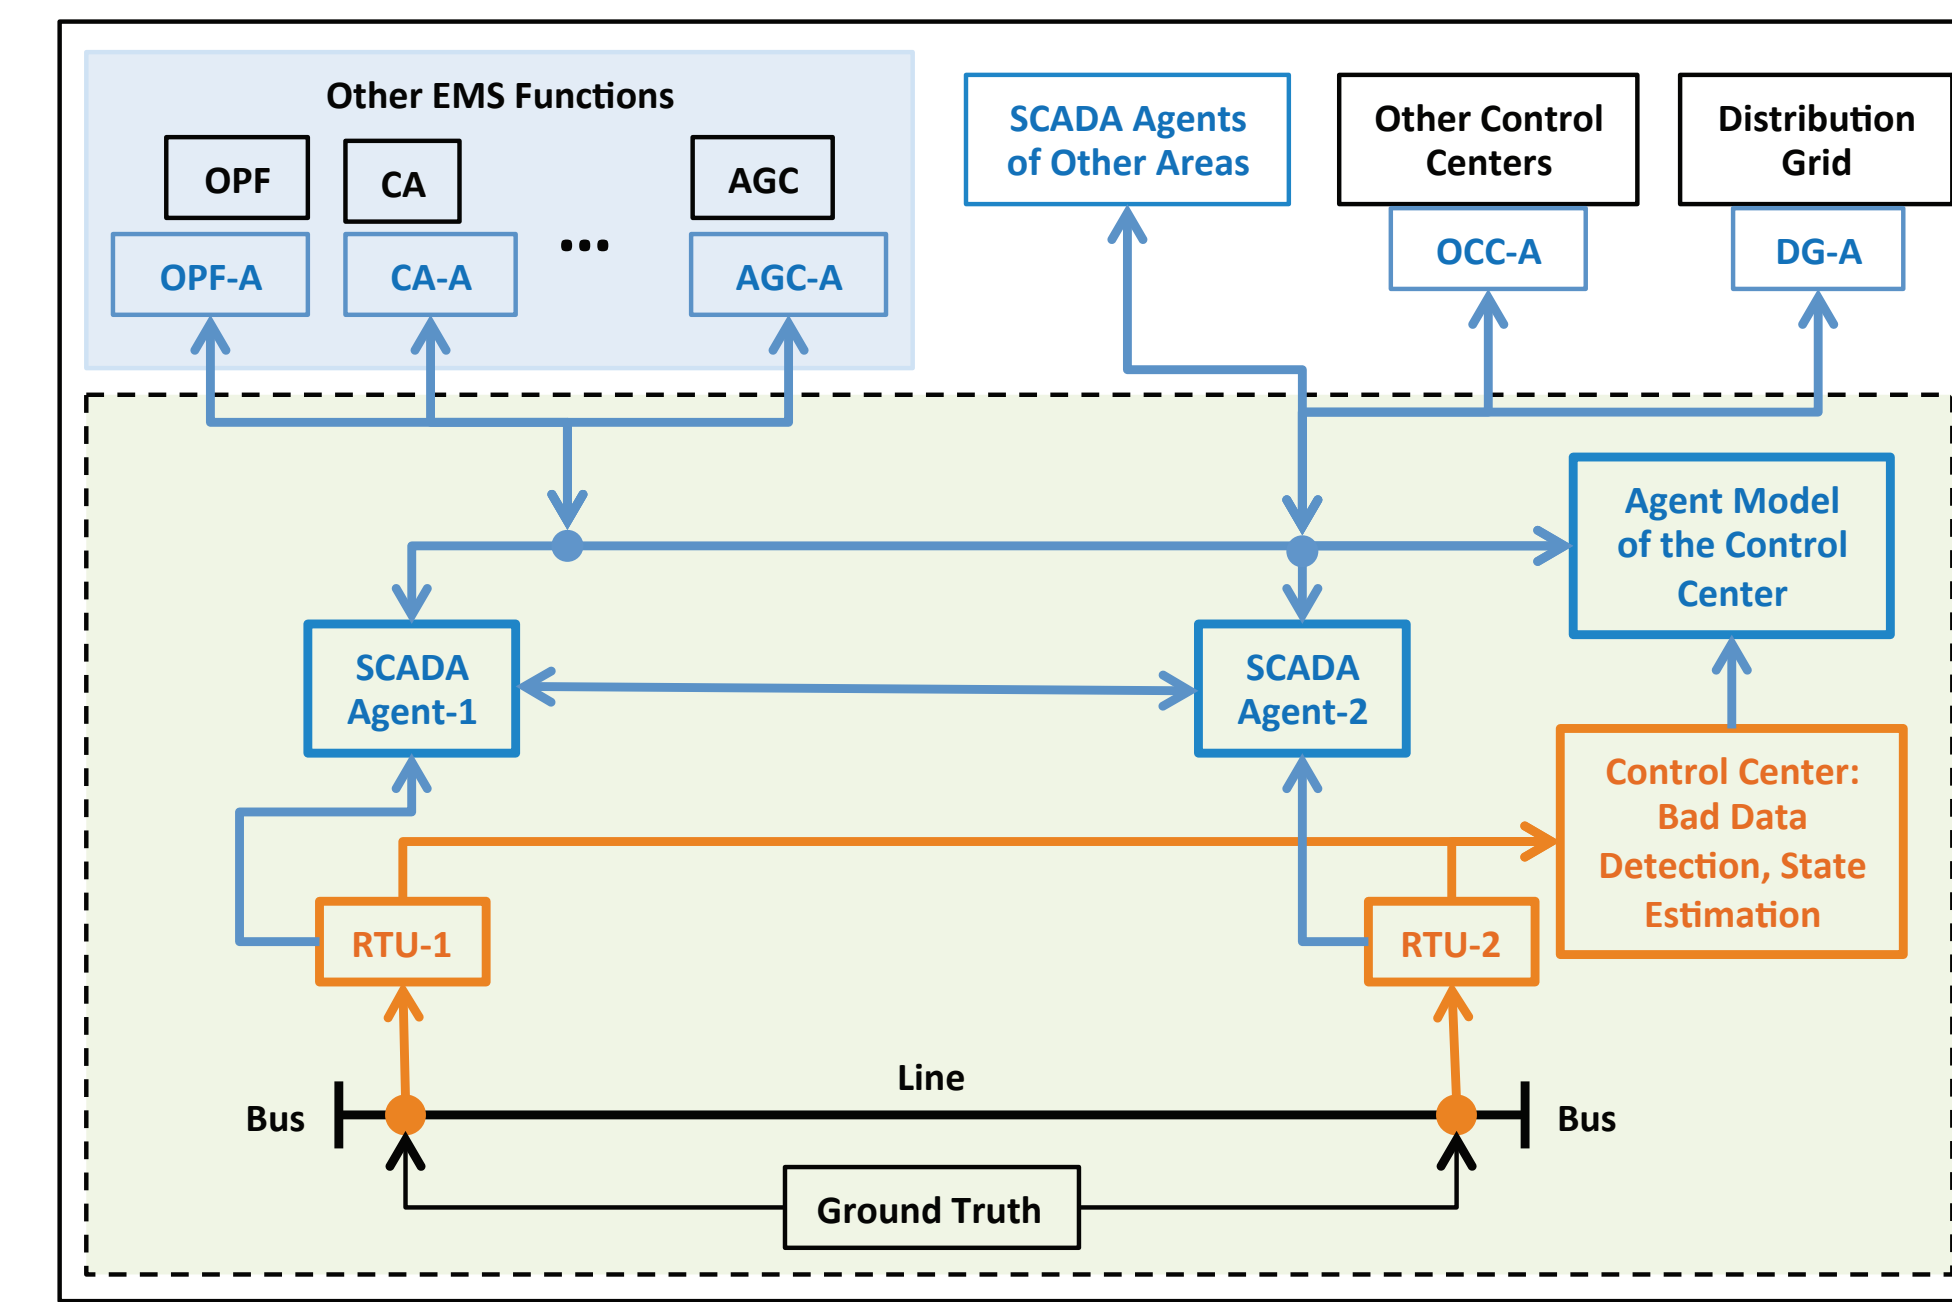 Other EMS Functions
OPF
CA
AGC
OPF-A
CA-A
...
AGC-A
SCADA Agents
of Other Areas
Other Control
Centers
OCC-A
Distribution
Grid
DG-A
Agent Model
of the Control
Center
SCADA
Agent-1
SCADA
Agent-2
Control Center:
Bad Data
Detection, State
Estimation
RTU-1
RTU-2
Line
Bus
Bus
Ground Truth